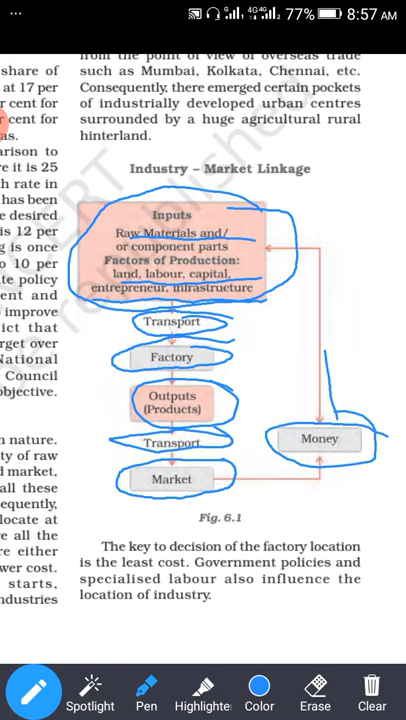 77% 8:57 AM
from the point of view of overseas trade
share of
such as Mumbai, Kolkata, Chennai, etc.
at 17 per
Consequently, there emerged certain pockets
r cent for
of industrially developed urban centres
cent for
surrounded by a huge agricultural rural
as.
hinterland.
arison to
re it is 25
h rate in
has been
e desired
is 12 per
ng is once
o 10 per
te policy
ent and
improve
ict that
rget over
National
Council
objective.
n nature.
ty of raw
d market,
all these
equently,
locate at
re all the
re either
wer cost.
starts,
ndustries
Industry – Market Linkage
Inputs
Raw Materials and/
or component parts
Factors of Production:
land, labour, capital,
entrepreneur, infrastructure
Transport
Factory
Outputs
(Products)
Transport
Money
Market
Fig. 6.1
The key to decision of the factory location
is the least cost. Government policies and
specialised labour also influence the
location of industry.
Spotlight Pen Highlighte Color Erase Clear